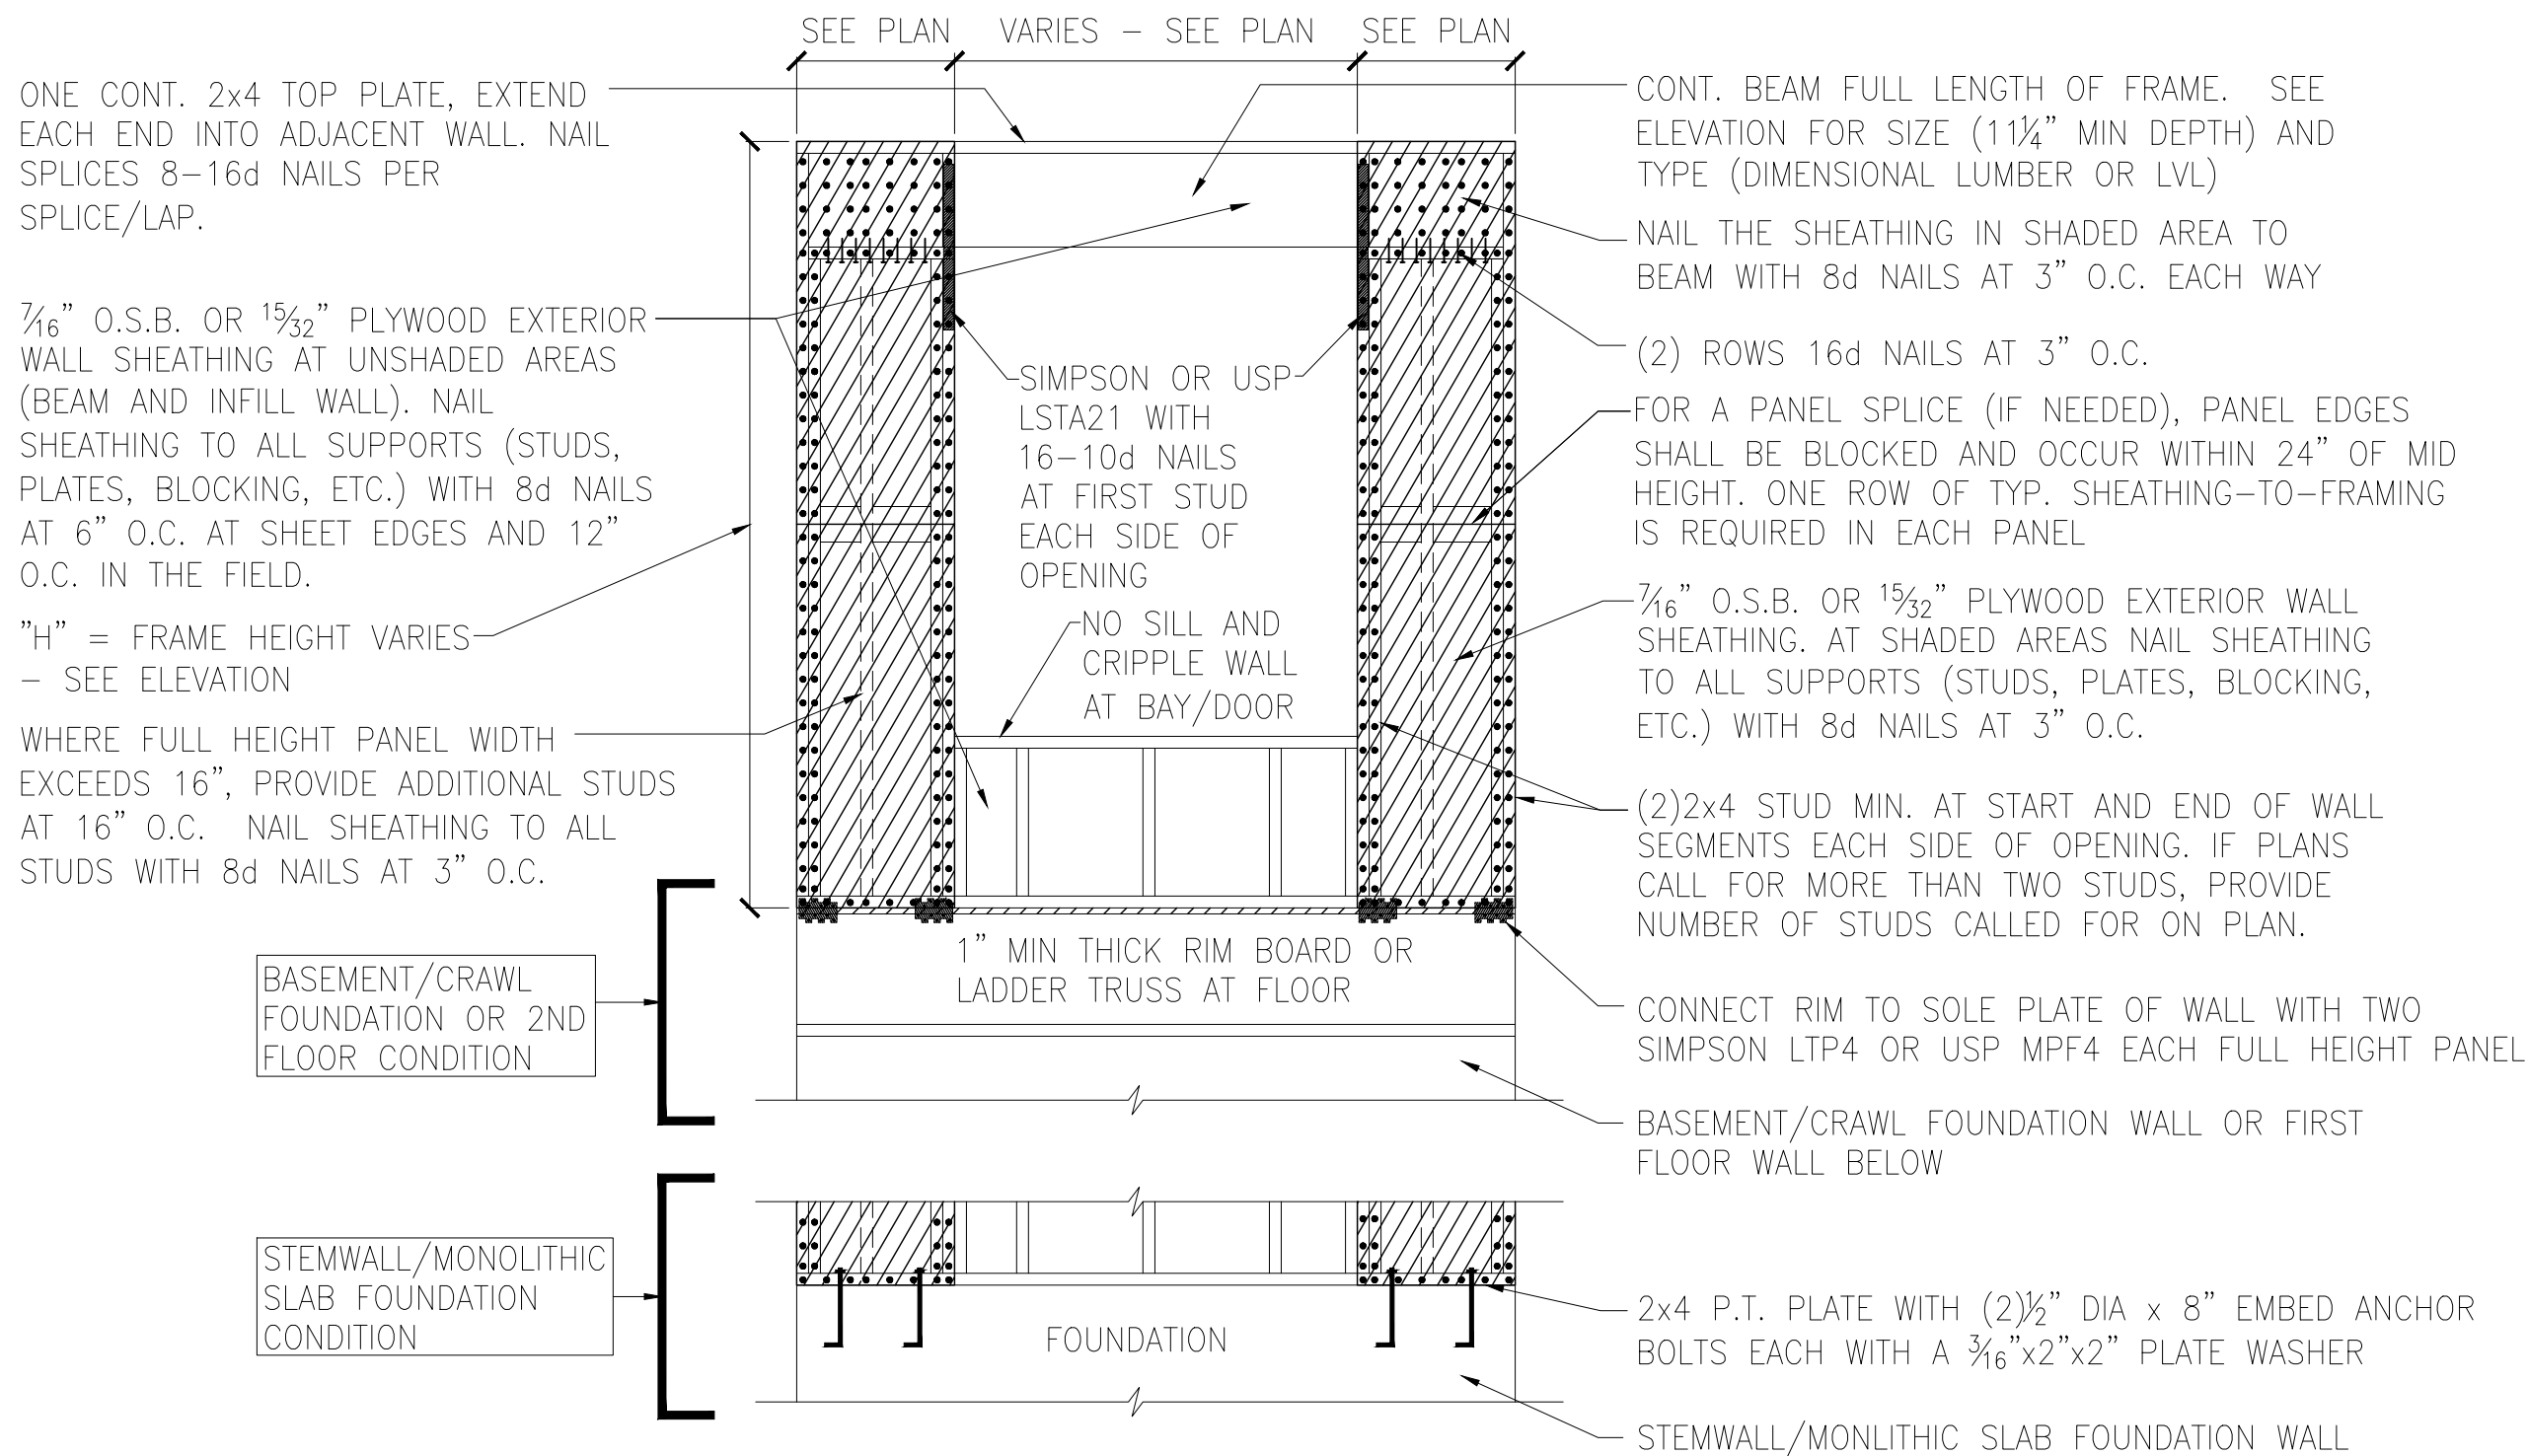 SEE PLAN
VARIES – SEE PLAN
SEE PLAN
ONE CONT. 2x4 TOP PLATE, EXTEND
EACH END INTO ADJACENT WALL. NAIL
SPLICES 8–16d NAILS PER
SPLICE/LAP.
7/16" O.S.B. OR 15/32" PLYWOOD EXTERIOR
WALL SHEATHING AT UNSHADED AREAS
(BEAM AND INFILL WALL). NAIL
SHEATHING TO ALL SUPPORTS (STUDS,
PLATES, BLOCKING, ETC.) WITH 8d NAILS
AT 6" O.C. AT SHEET EDGES AND 12"
O.C. IN THE FIELD.
"H" = FRAME HEIGHT VARIES
– SEE ELEVATION
WHERE FULL HEIGHT PANEL WIDTH
EXCEEDS 16", PROVIDE ADDITIONAL STUDS
AT 16" O.C. NAIL SHEATHING TO ALL
STUDS WITH 8d NAILS AT 3" O.C.
BASEMENT/CRAWL
FOUNDATION OR 2ND
FLOOR CONDITION
STEMWALL/MONOLITHIC
SLAB FOUNDATION
CONDITION
SIMPSON OR USP
LSTA21 WITH
16–10d NAILS
AT FIRST STUD
EACH SIDE OF
OPENING
NO SILL AND
CRIPPLE WALL
AT BAY/DOOR
1" MIN THICK RIM BOARD OR
LADDER TRUSS AT FLOOR
FOUNDATION
CONT. BEAM FULL LENGTH OF FRAME. SEE
ELEVATION FOR SIZE (11 1/4" MIN DEPTH) AND
TYPE (DIMENSIONAL LUMBER OR LVL)
NAIL THE SHEATHING IN SHADED AREA TO
BEAM WITH 8d NAILS AT 3" O.C. EACH WAY
(2) ROWS 16d NAILS AT 3" O.C.
FOR A PANEL SPLICE (IF NEEDED), PANEL EDGES
SHALL BE BLOCKED AND OCCUR WITHIN 24" OF MID
HEIGHT. ONE ROW OF TYP. SHEATHING–TO–FRAMING
IS REQUIRED IN EACH PANEL
7/16" O.S.B. OR 15/32" PLYWOOD EXTERIOR WALL
SHEATHING. AT SHADED AREAS NAIL SHEATHING
TO ALL SUPPORTS (STUDS, PLATES, BLOCKING,
ETC.) WITH 8d NAILS AT 3" O.C.
(2)2x4 STUD MIN. AT START AND END OF WALL
SEGMENTS EACH SIDE OF OPENING. IF PLANS
CALL FOR MORE THAN TWO STUDS, PROVIDE
NUMBER OF STUDS CALLED FOR ON PLAN.
CONNECT RIM TO SOLE PLATE OF WALL WITH TWO
SIMPSON LTP4 OR USP MPF4 EACH FULL HEIGHT PANEL
BASEMENT/CRAWL FOUNDATION WALL OR FIRST
FLOOR WALL BELOW
2x4 P.T. PLATE WITH (2)1/2" DIA x 8" EMBED ANCHOR
BOLTS EACH WITH A 3/16"x2"x2" PLATE WASHER
STEMWALL/MONLITHIC SLAB FOUNDATION WALL